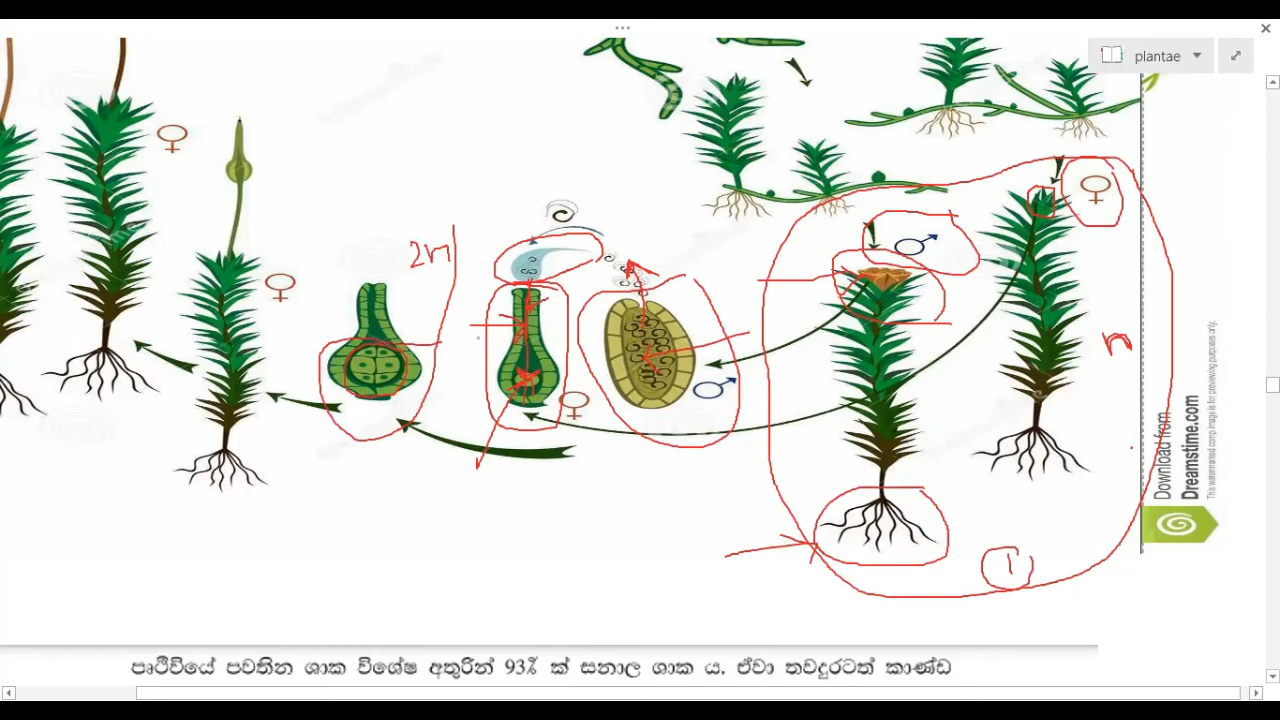 plantae
2n
n
1
Download from
Dreamstime.com
This watermarked comp image is for previewing purposes only.
පෘථිවියේ පවතින ශාක විශේෂ අතුරින් 93% ක් සනාල ශාක ය. ඒවා තවදුරටත් කාණ්ඩ